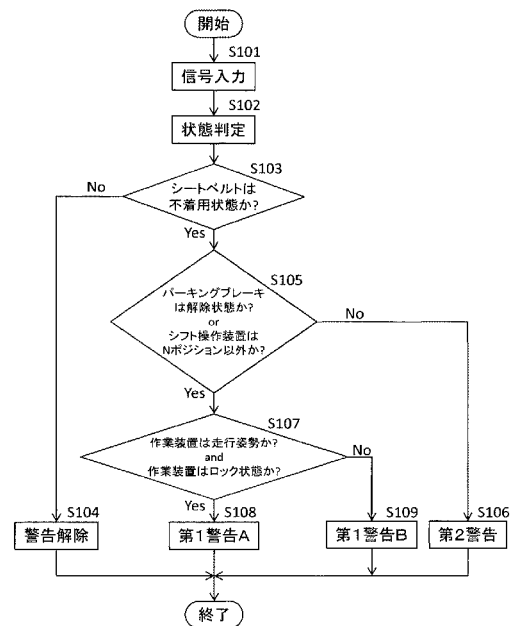 開始
S101
信号入力
S102
状態判定
S103
シートベルトは
不着用状態か?
No
Yes
S105
パーキングブレーキ
は解除状態か?
or
シフト操作装置は
Nポジション以外か?
No
Yes
S107
作業装置は走行姿勢か?
and
作業装置はロック状態か?
No
Yes
S104
警告解除
S108
第1警告A
S109
第1警告B
S106
第2警告
終了